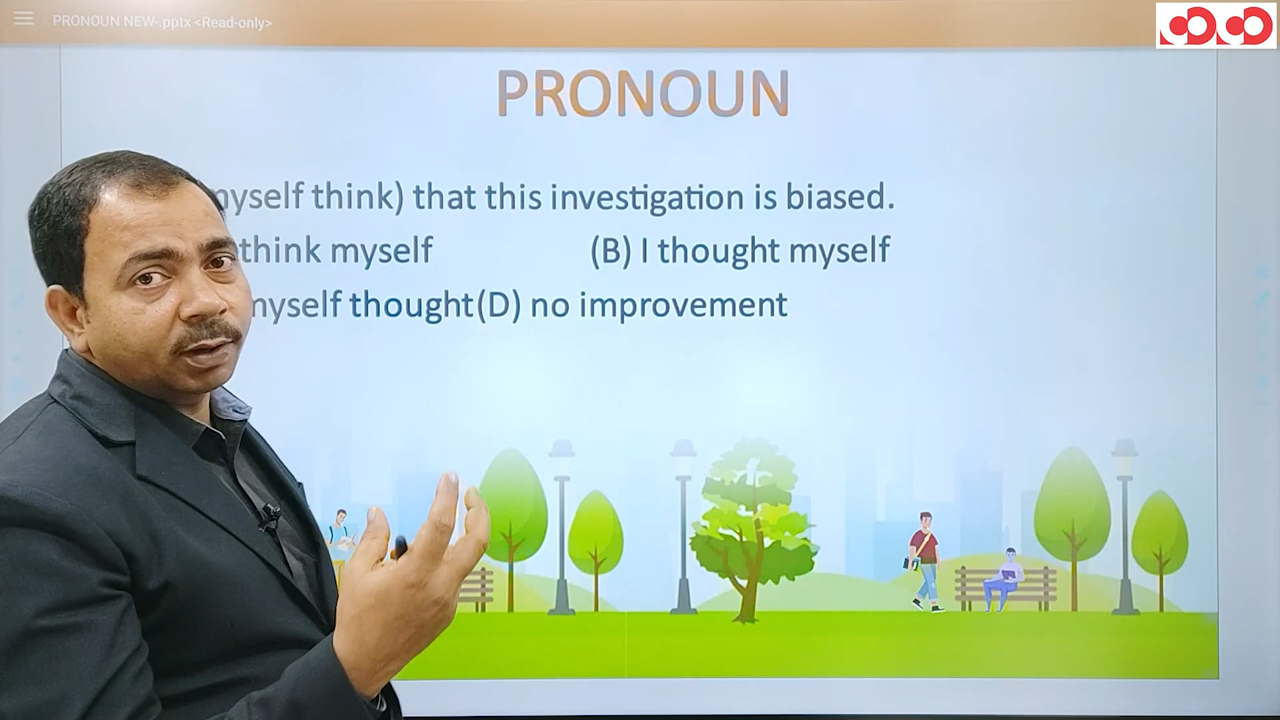 PRONOUN NEW-.pptx <Read-only>
PRONOUN
myself think) that this investigation is biased.
think myself (B) I thought myself
myself thought(D) no improvement